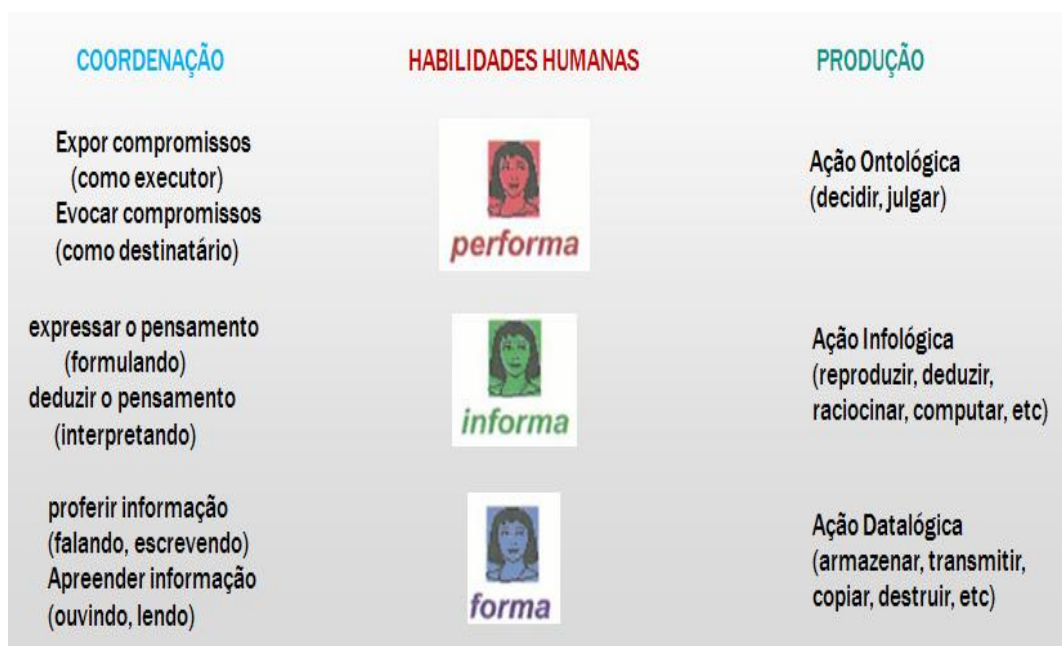 COORDENAÇÃO
HABILIDADES HUMANAS
PRODUÇÃO
Expor compromissos
(como executor)
Evocar compromissos
(como destinatário)
performa
Ação Ontológica
(decidir, julgar)
expressar o pensamento
(formulando)
deduzir o pensamento
(interpretando)
informa
Ação Infológica
(reproduzir, deduzir,
raciocinar, computar, etc)
proferir informação
(falando, escrevendo)
Apreender informação
(ouvindo, lendo)
forma
Ação Datalógica
(armazenar, transmitir,
copiar, destruir, etc)